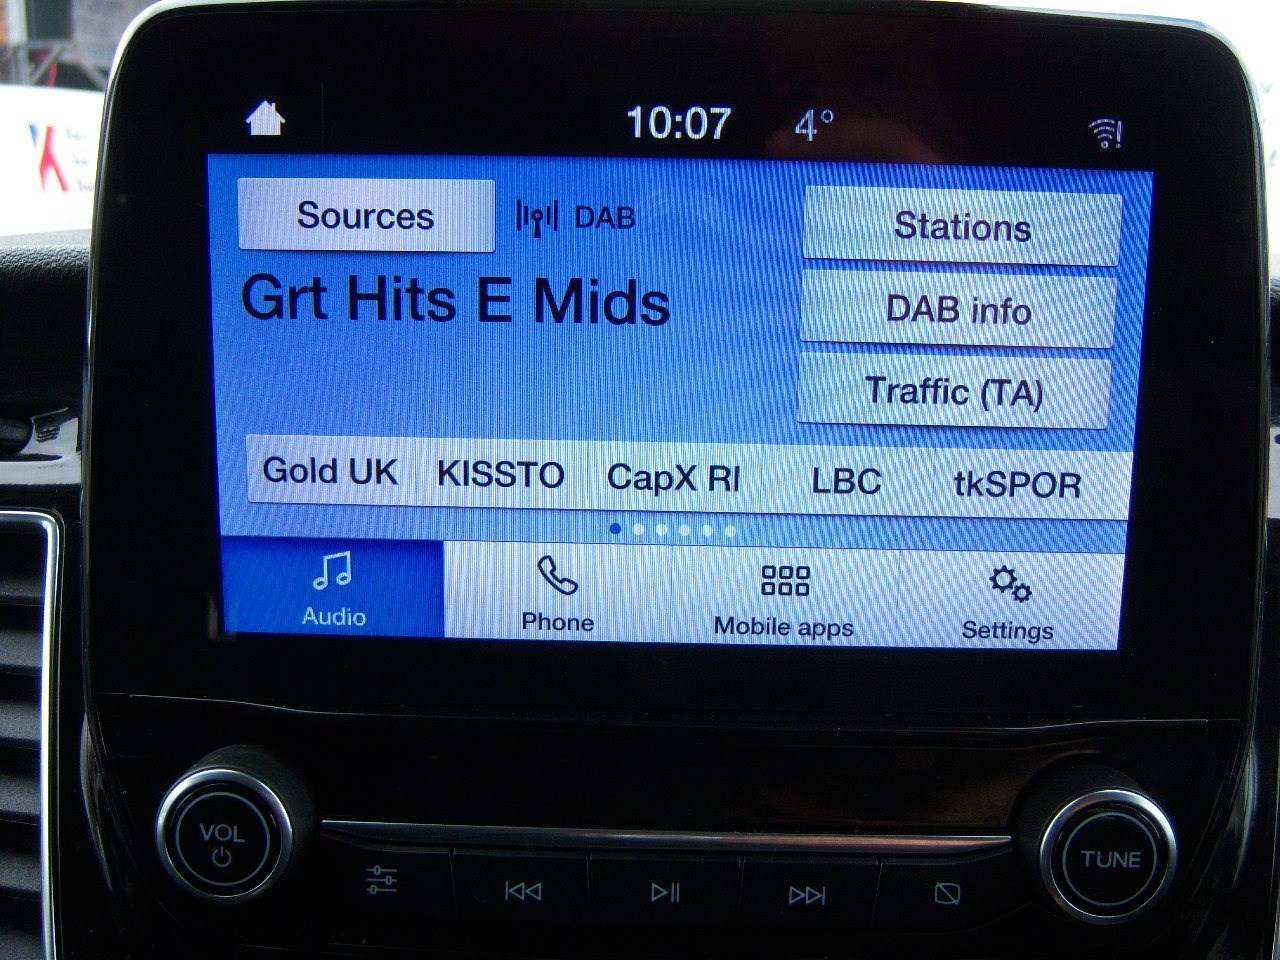 10:07 4°
Sources DAB Stations
Grt Hits E Mids
DAB info
Traffic (TA)
Gold UK KISSTO CapX RI LBC tkSPOR
Audio Phone Mobile apps Settings
VOL TUNE